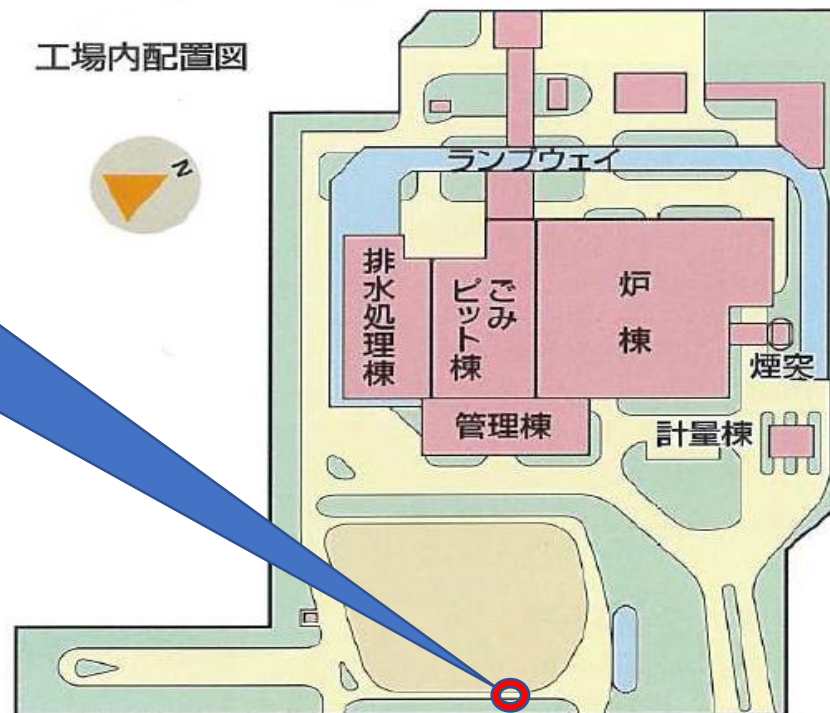 工場内配置図
N
ランプウェイ
排水処理棟
ごみ
ピット棟
炉棟
煙突
管理棟
計量棟